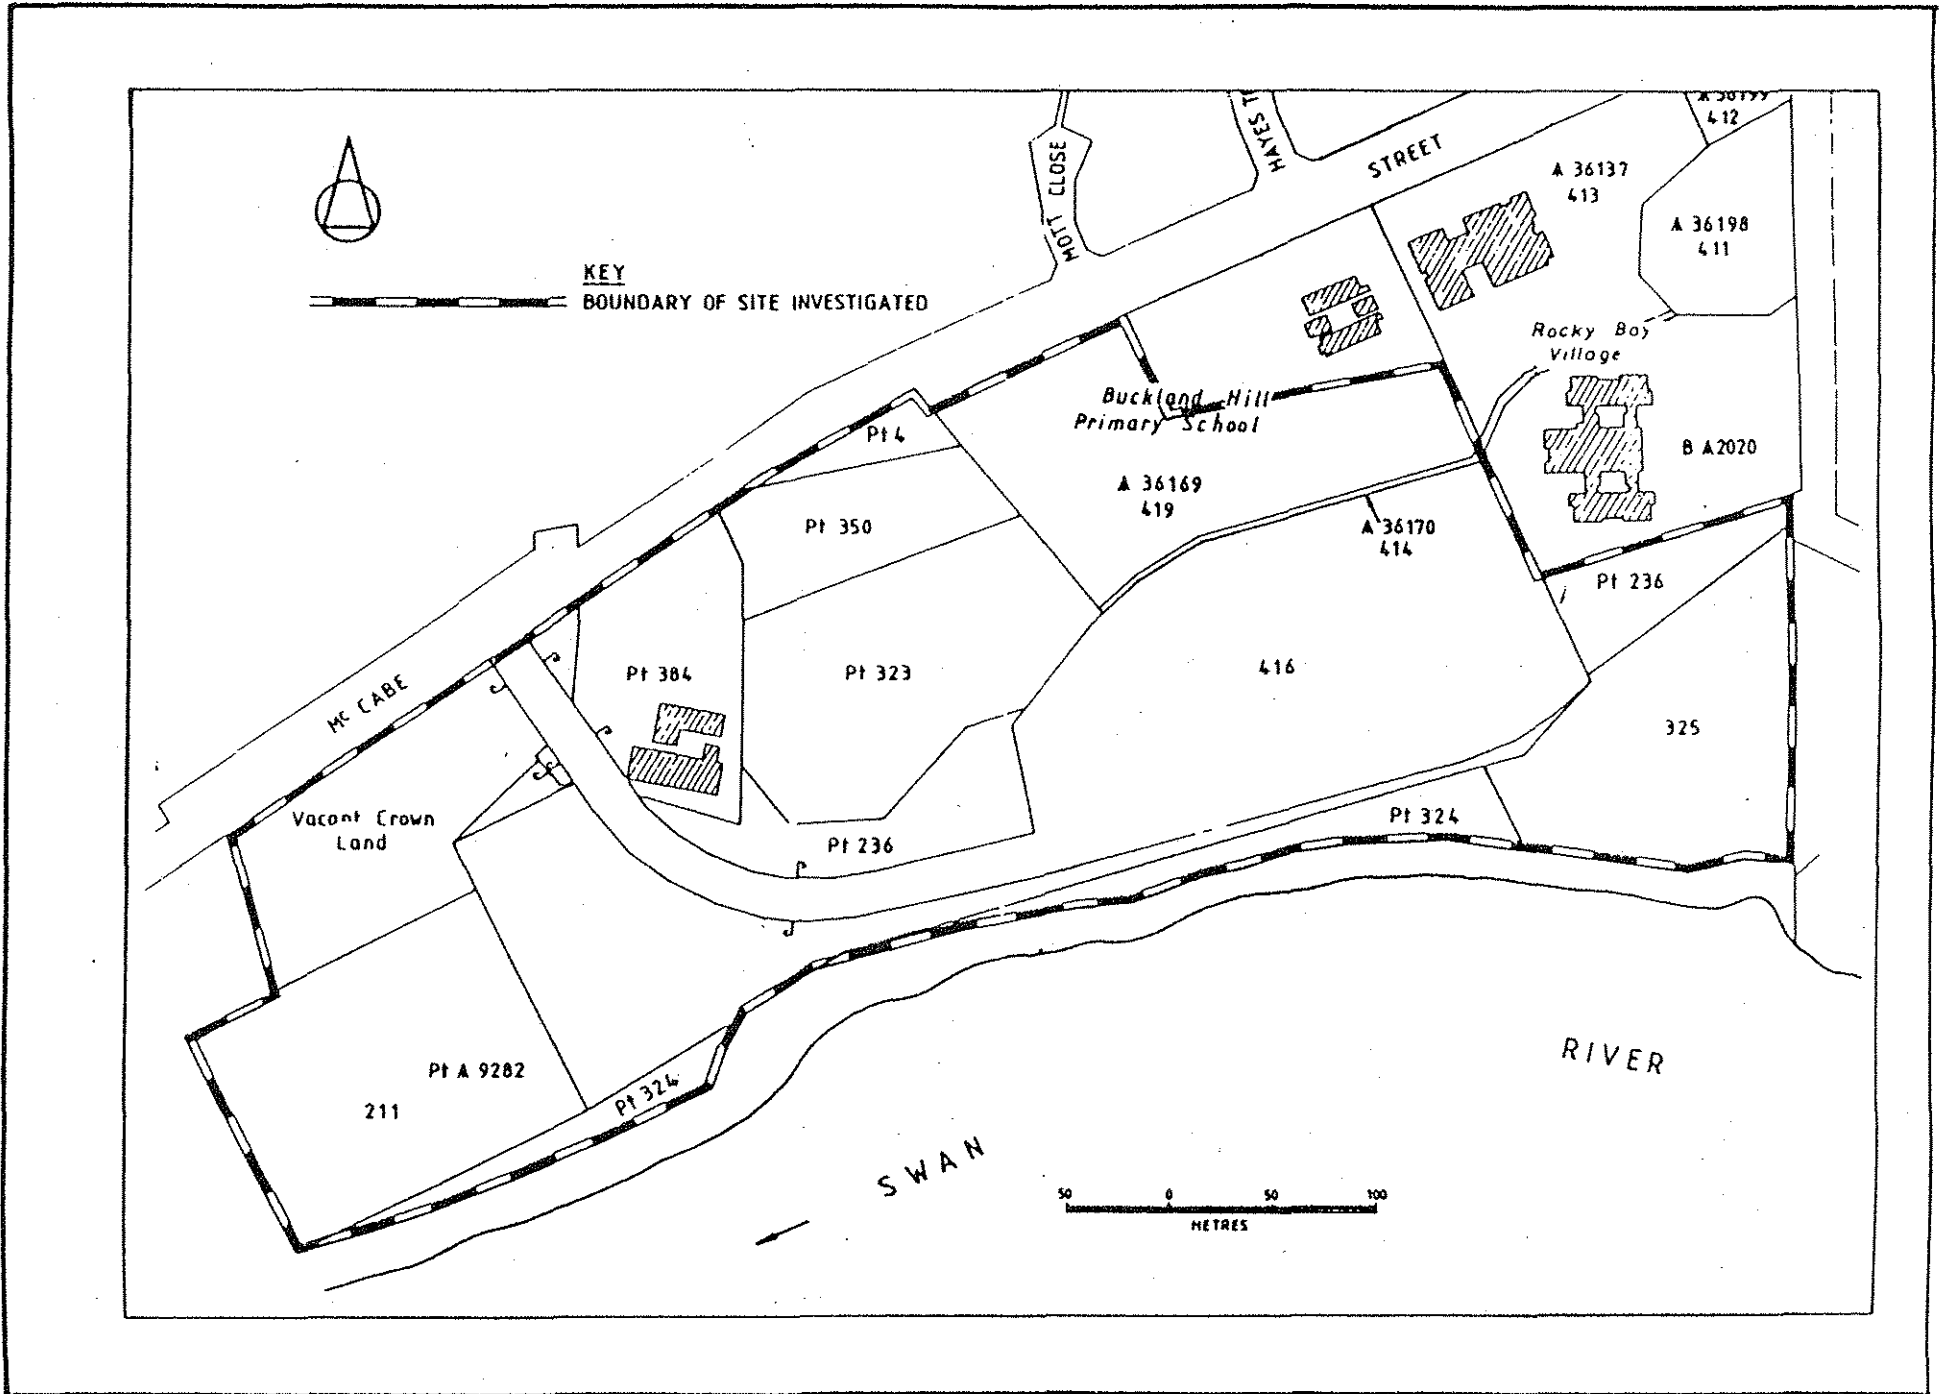 A 36199
412
HAYES
STREET
MOTT CLOSE
A 36137
413
A 36198
411
KEY
BOUNDARY OF SITE INVESTIGATED
Rocky Bay
Village
Buckland Hill
Primary School
Pt 4
B A2020
A 36169
419
Pt 350
A 36170
414
Pt 236
Pt 384
Pt 323
416
Mc CABE
325
Vacant Crown
Land
Pt 324
Pt 236
RIVER
Pt A 9282
Pt 324
211
SWAN
50 0 50 100
METRES